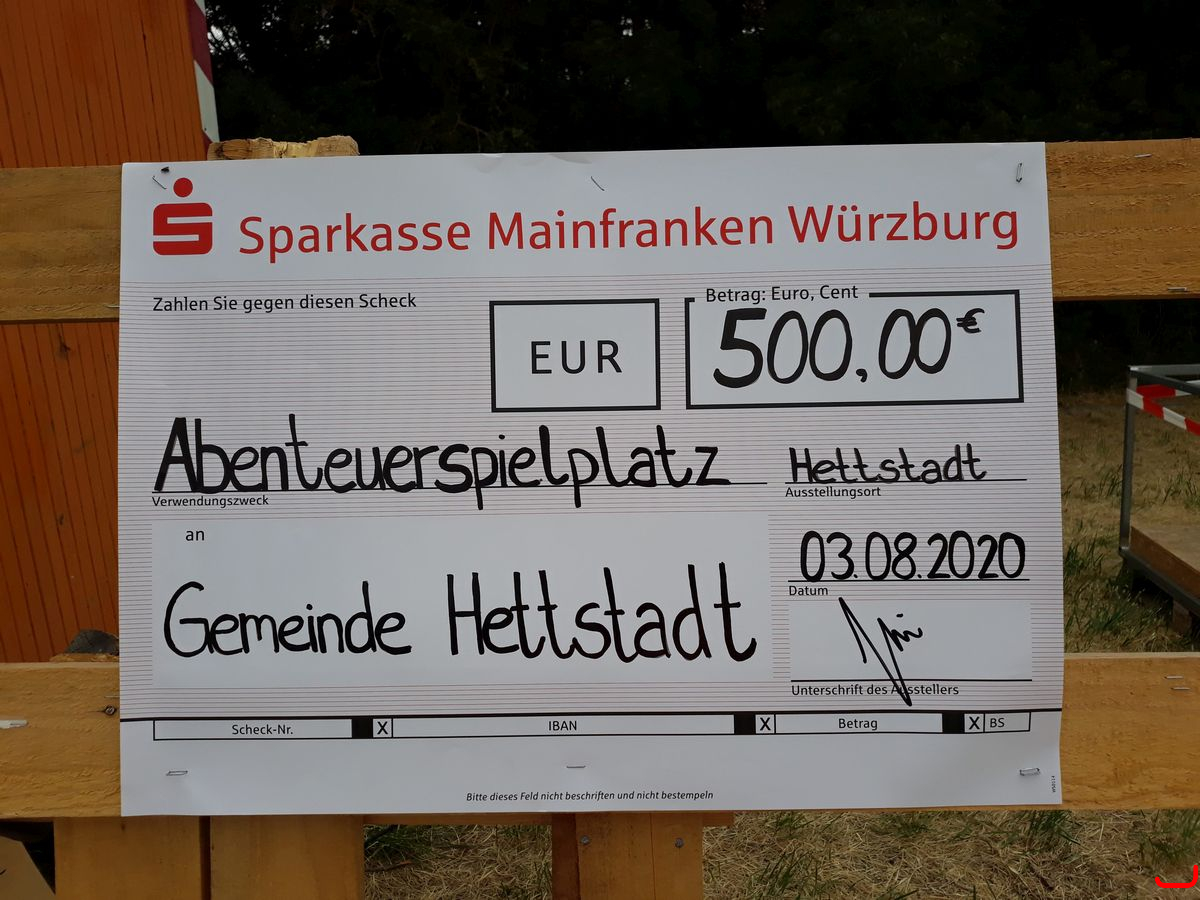 Sparkasse Mainfranken Würzburg
Zahlen Sie gegen diesen Scheck
EUR
Betrag: Euro, Cent
500,00€
Abenteuerspielplatz
Verwendungszweck
Hettstadt
Ausstellungsort
an
Gemeinde Hettstadt
03.08.2020
Datum
Unterschrift des Ausstellers
Scheck-Nr. X IBAN X Betrag X BS
Bitte dieses Feld nicht beschriften und nicht bestempeln